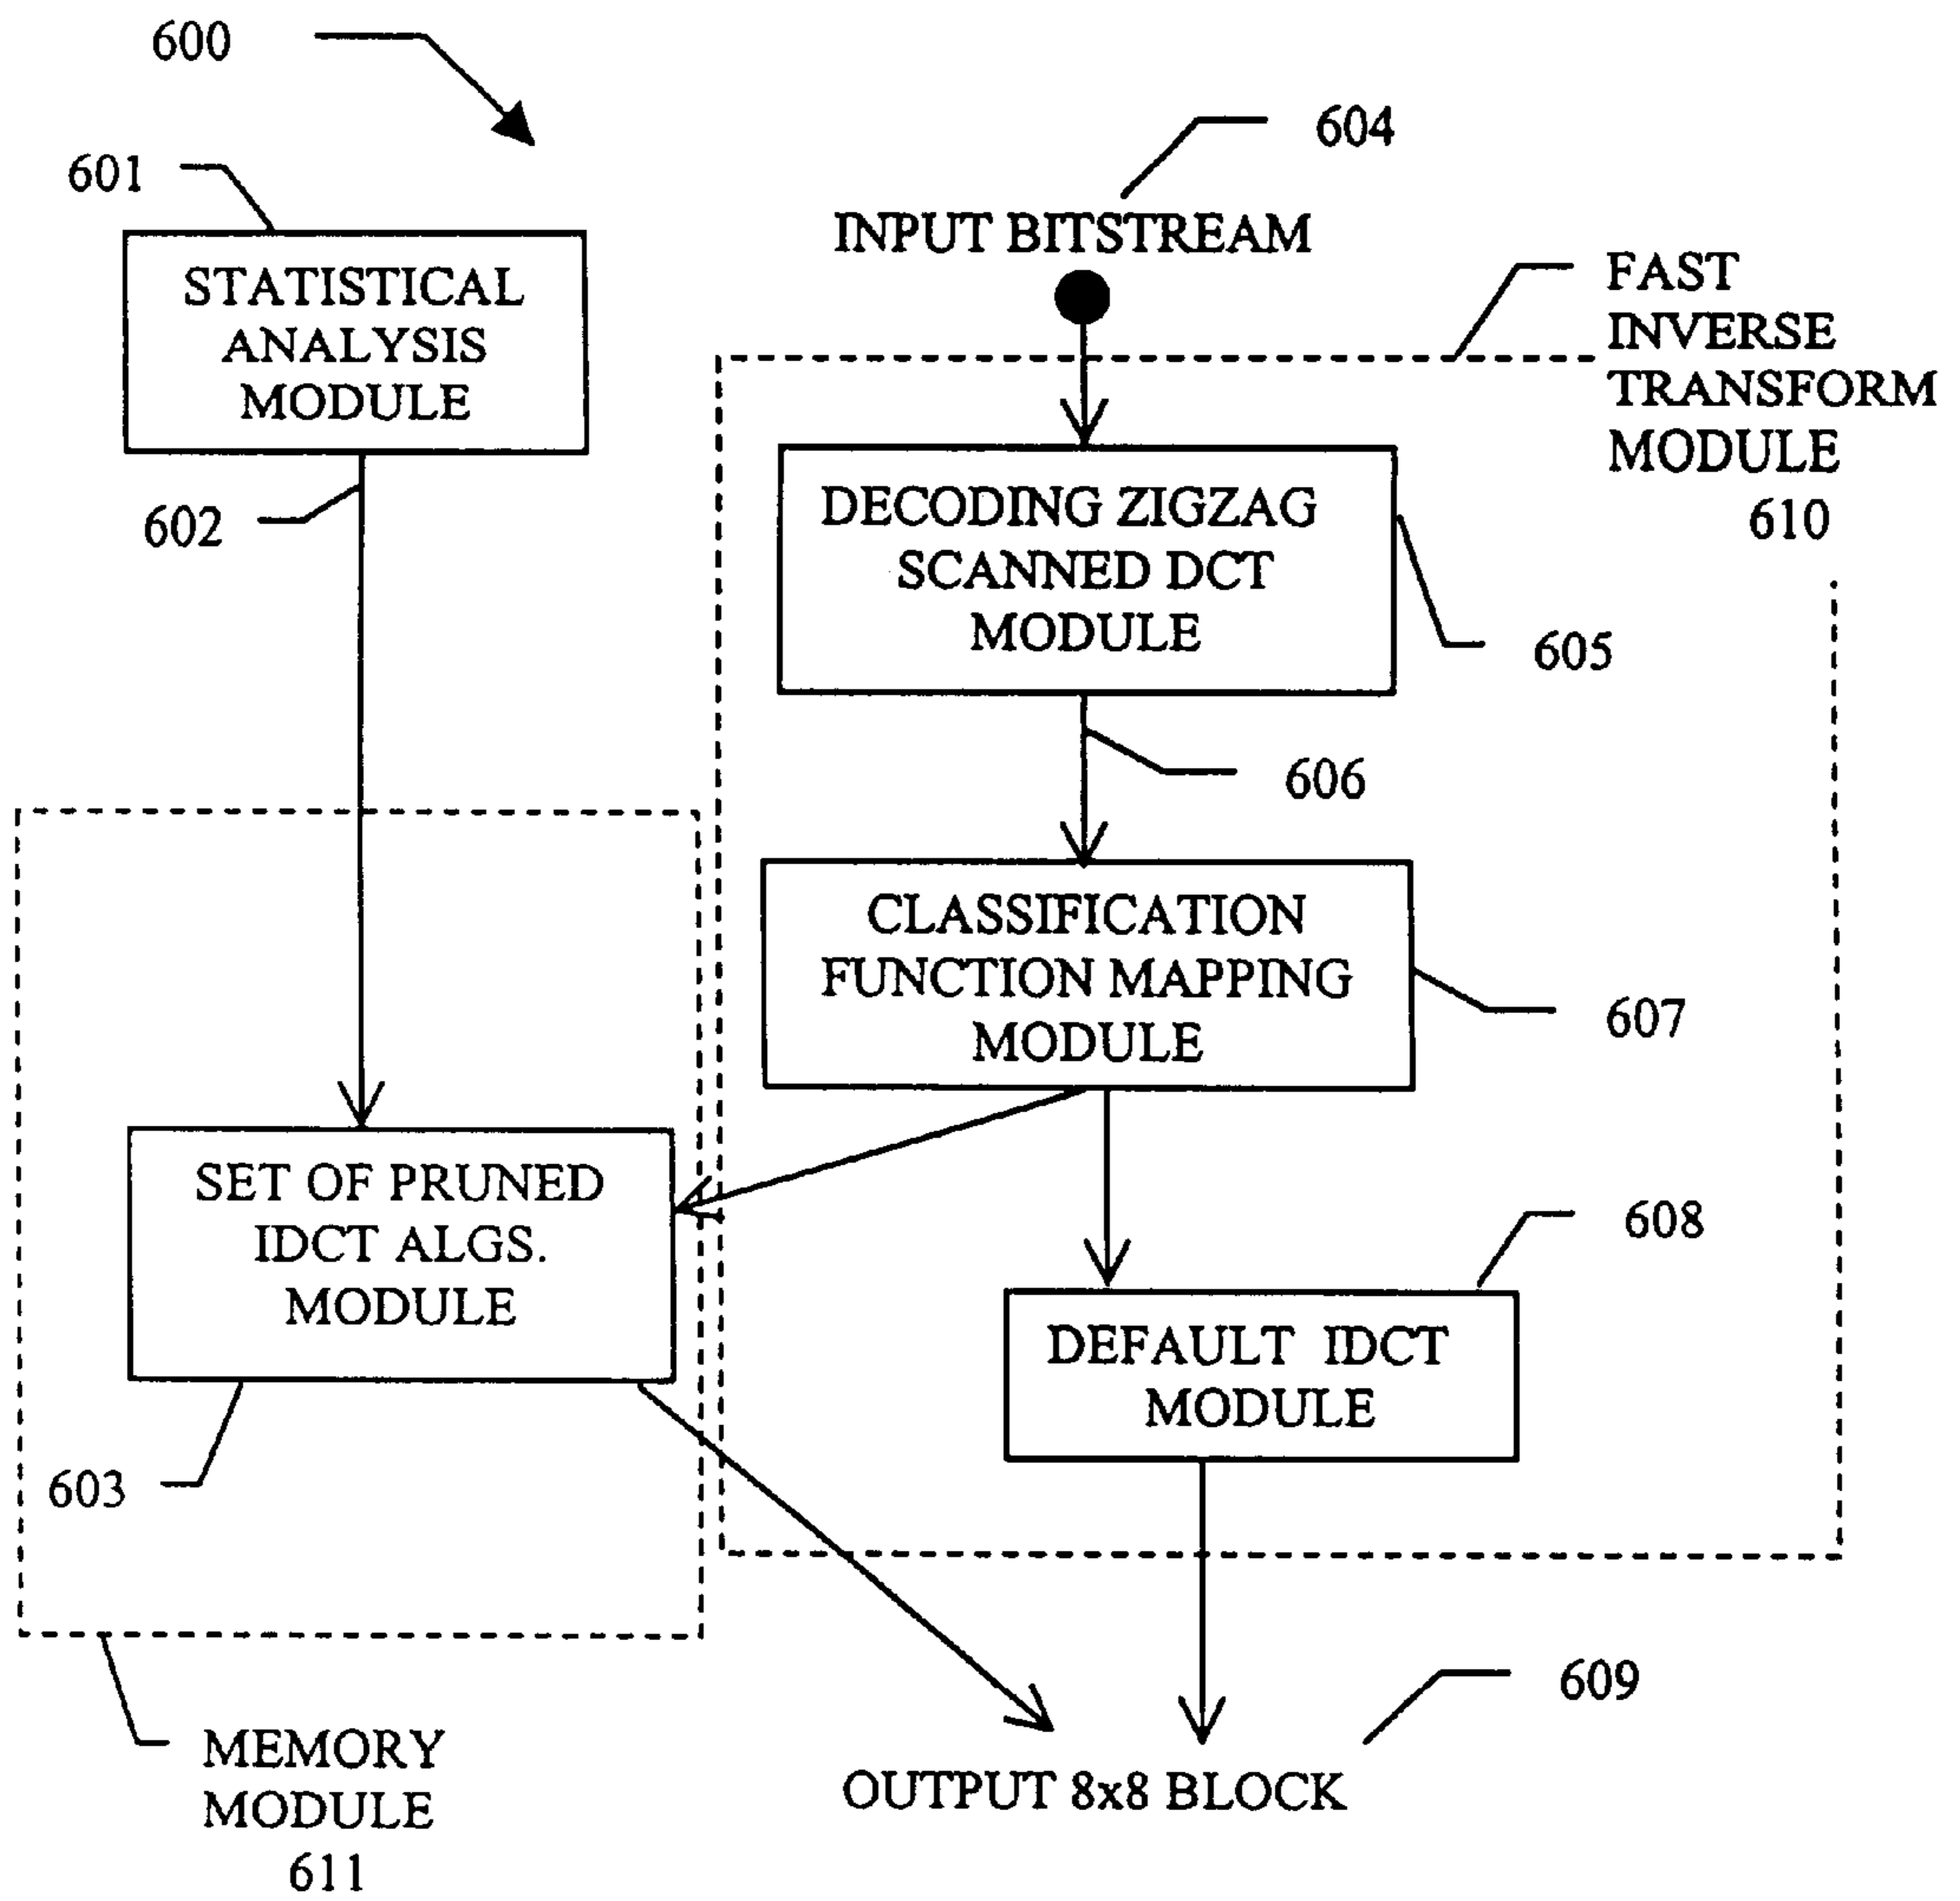 600
604
601
INPUT BITSTREAM
STATISTICAL
ANALYSIS
MODULE
FAST
INVERSE
TRANSFORM
MODULE
610
602
DECODING ZIGZAG
SCANNED DCT
MODULE
605
606
CLASSIFICATION
FUNCTION MAPPING
MODULE
607
SET OF PRUNED
IDCT ALGS.
MODULE
608
DEFAULT IDCT
MODULE
603
609
MEMORY
MODULE
611
OUTPUT 8x8 BLOCK